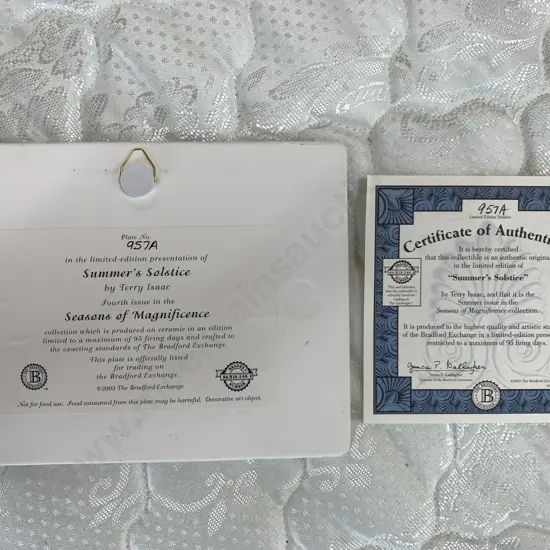 Plate No.
957A
in the limited-edition presentation of
Summer's Solstice
by Terry Isaac
Fourth issue in the
Seasons of Magnificence
collection which is produced on ceramic in an edition
limited to a maximum of 95 firing days and crafted to
the exacting standards of The Bradford Exchange.
This plate is officially listed
for trading on
the Bradford Exchange.
©2003 The Bradford Exchange
B
BRADEX
Not for food use. Food consumed from this plate may be harmful. Decorative art object.
957A
Limited Edition Number
Certificate of Authenti
It is hereby certified
that this collectible is an authentic origina
in the limited edition of
"Summer's Solstice"
by Terry Isaac, and that it is the
Summer issue in the
Seasons of Magnificence collection.
It is produced to the highest quality and artistic
of the Bradford Exchange in a limited-edition
restricted to a maximum of 95 firing days.
James P. Gallagher
B